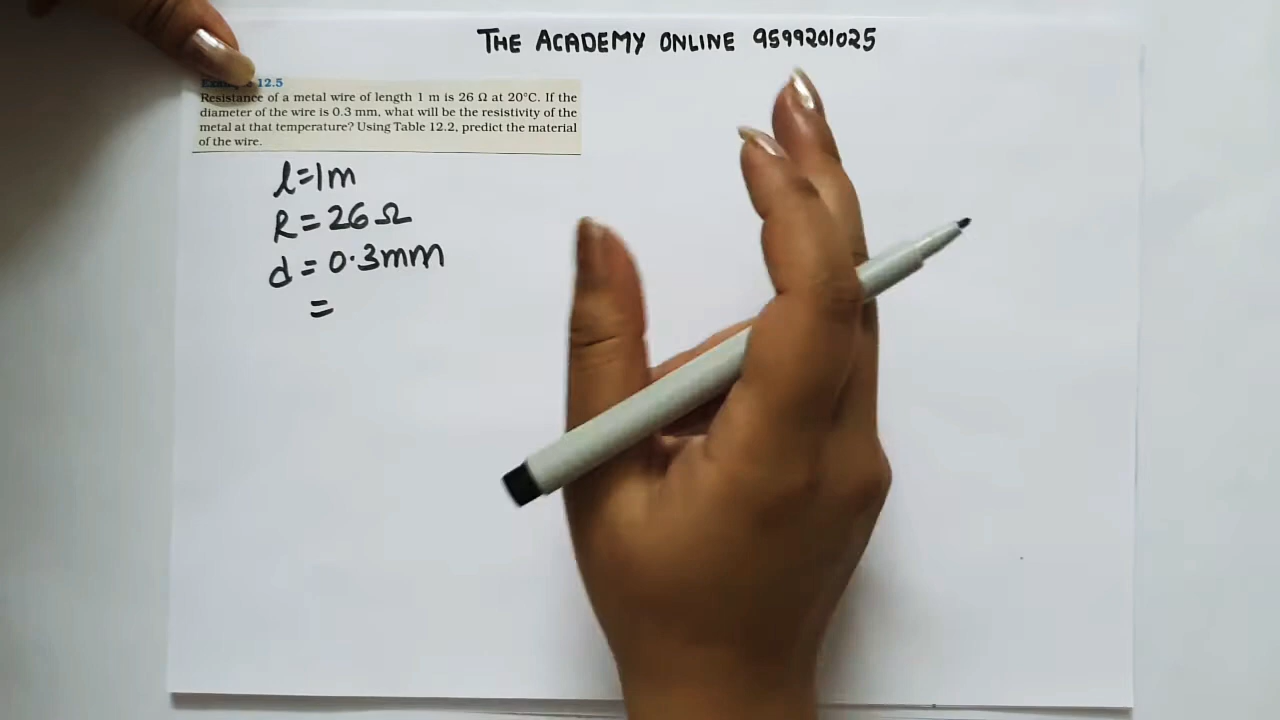 THE ACADEMY ONLINE 9599201025
12.5
Resistance of a metal wire of length 1 m is 26 Ω at 20°C. If the
diameter of the wire is 0.3 mm, what will be the resistivity of the
metal at that temperature? Using Table 12.2, predict the material
of the wire.
l=1m
R=26Ω
d=0.3mm
=